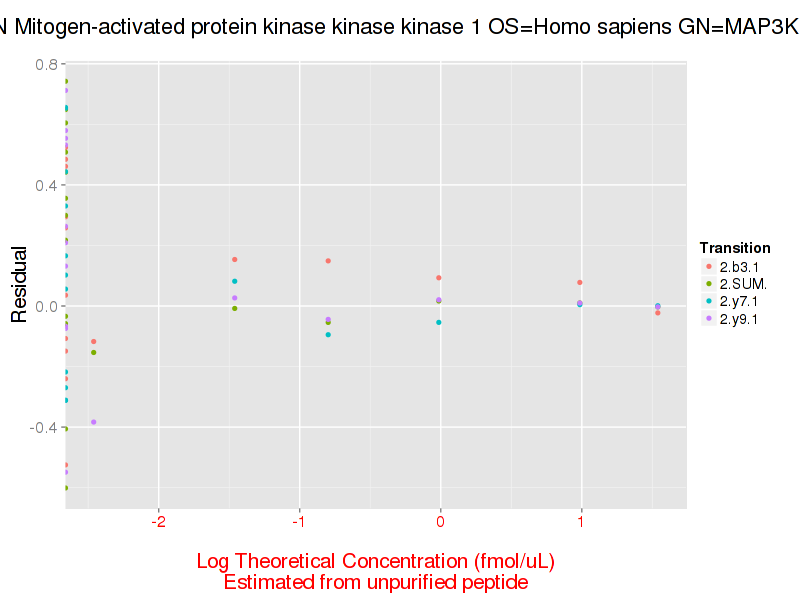 Mitogen-activated protein kinase kinase kinase 1 OS=Homo sapiens GN=MAP3K
0.8
0.4
0.0
-0.4
Residual
-2
-1
0
1
Log Theoretical Concentration (fmol/uL)
Estimated from unpurified peptide
Transition
2.b3.1
2.SUM.
2.y7.1
2.y9.1